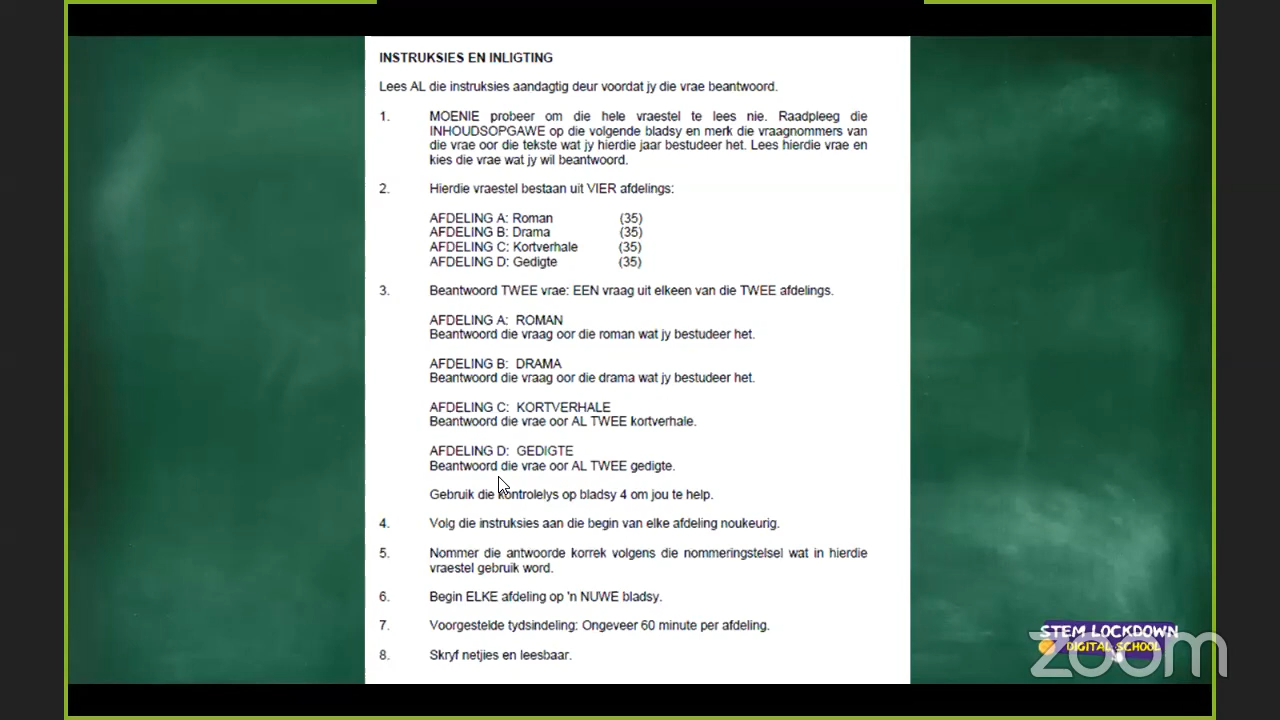 INSTRUKSIES EN INLIGTING
Lees AL die instruksies aandagtig deur voordat jy die vrae beantwoord.
1. MOENIE probeer om die hele vraestel te lees nie. Raadpleeg die
INHOUDSOPGAWE op die volgende bladsy en merk die vraagnommers van
die vrae oor die tekste wat jy hierdie jaar bestudeer het. Lees hierdie vrae en
kies die vrae wat jy wil beantwoord.
2. Hierdie vraestel bestaan uit VIER afdelings:
AFDELING A: Roman (35)
AFDELING B: Drama (35)
AFDELING C: Kortverhale (35)
AFDELING D: Gedigte (35)
3. Beantwoord TWEE vrae: EEN vraag uit elkeen van die TWEE afdelings.
AFDELING A: ROMAN
Beantwoord die vraag oor die roman wat jy bestudeer het.
AFDELING B: DRAMA
Beantwoord die vraag oor die drama wat jy bestudeer het.
AFDELING C: KORTVERHALE
Beantwoord die vrae oor AL TWEE kortverhale.
AFDELING D: GEDIGTE
Beantwoord die vrae oor AL TWEE gedigte.
Gebruik die kontrolelys op bladsy 4 om jou te help.
4. Volg die instruksies aan die begin van elke afdeling noukeurig.
5. Nommer die antwoorde korrek volgens die nommeringstelsel wat in hierdie
vraestel gebruik word.
6. Begin ELKE afdeling op 'n NUWE bladsy.
7. Voorgestelde tydsindeling: Ongeveer 60 minute per afdeling.
8. Skryf netjies en leesbaar.
STEM LOCKDOWN
DIGITAL SCHOOL
zoom